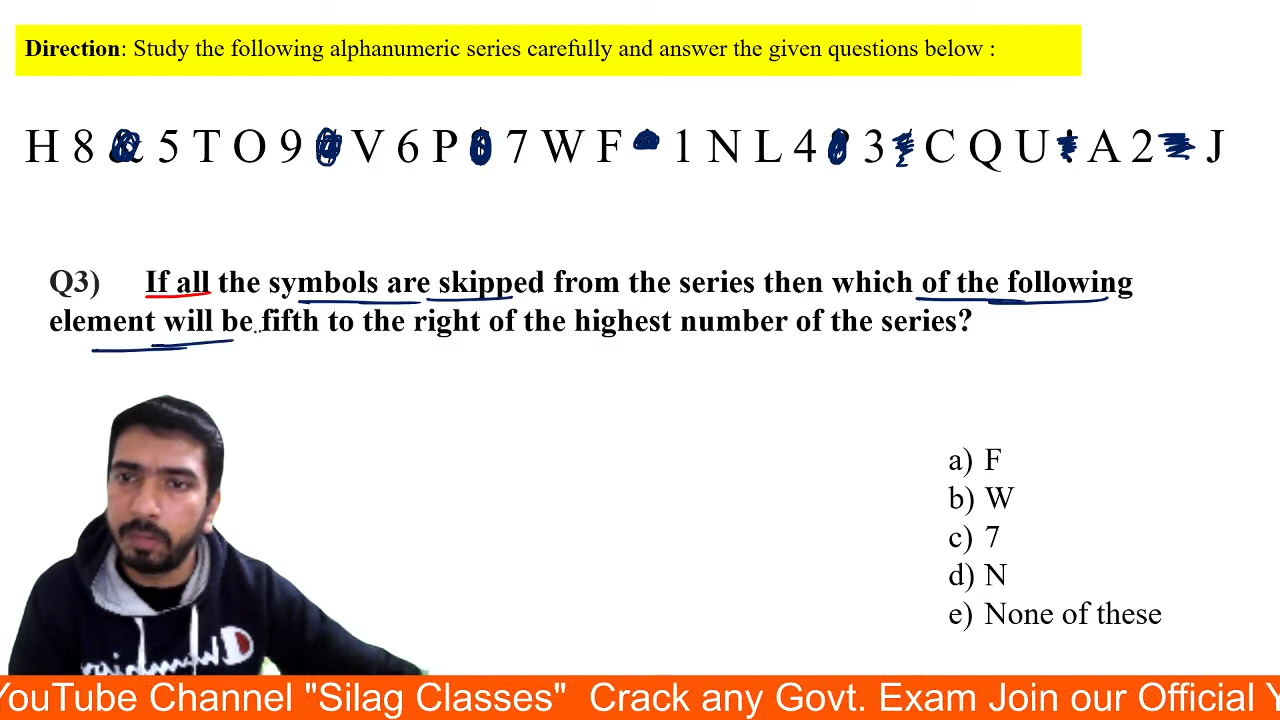 Direction: Study the following alphanumeric series carefully and answer the given questions below :
H 8 & 5 T O 9 V 6 P 7 W F 1 N L 4 3 C Q U A 2 J
Q3) If all the symbols are skipped from the series then which of the following
element will be fifth to the right of the highest number of the series?
a) F
b) W
c) 7
d) N
e) None of these
YouTube Channel "Silag Classes" Crack any Govt. Exam Join our Official Y